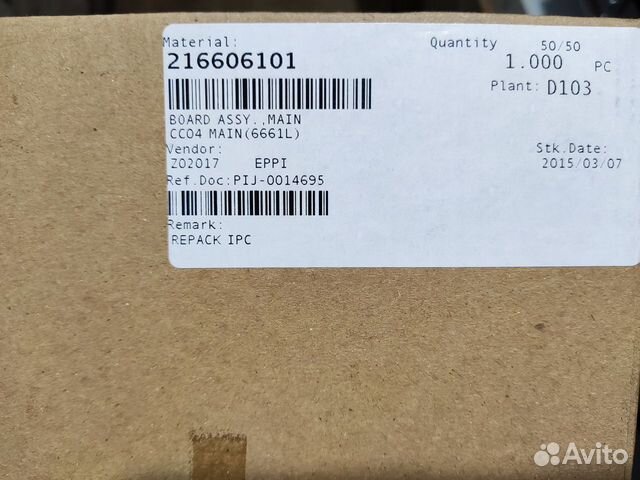 Material: Quantity 50/50
216606101 1.000 PC
Plant: D103
BOARD ASSY.,MAIN
CC04 MAIN(6661L)
Vendor: Stk.Date:
Z02017 EPPI 2015/03/07
Ref.Doc:PIJ-0014695
Remark:
REPACK IPC
Avito